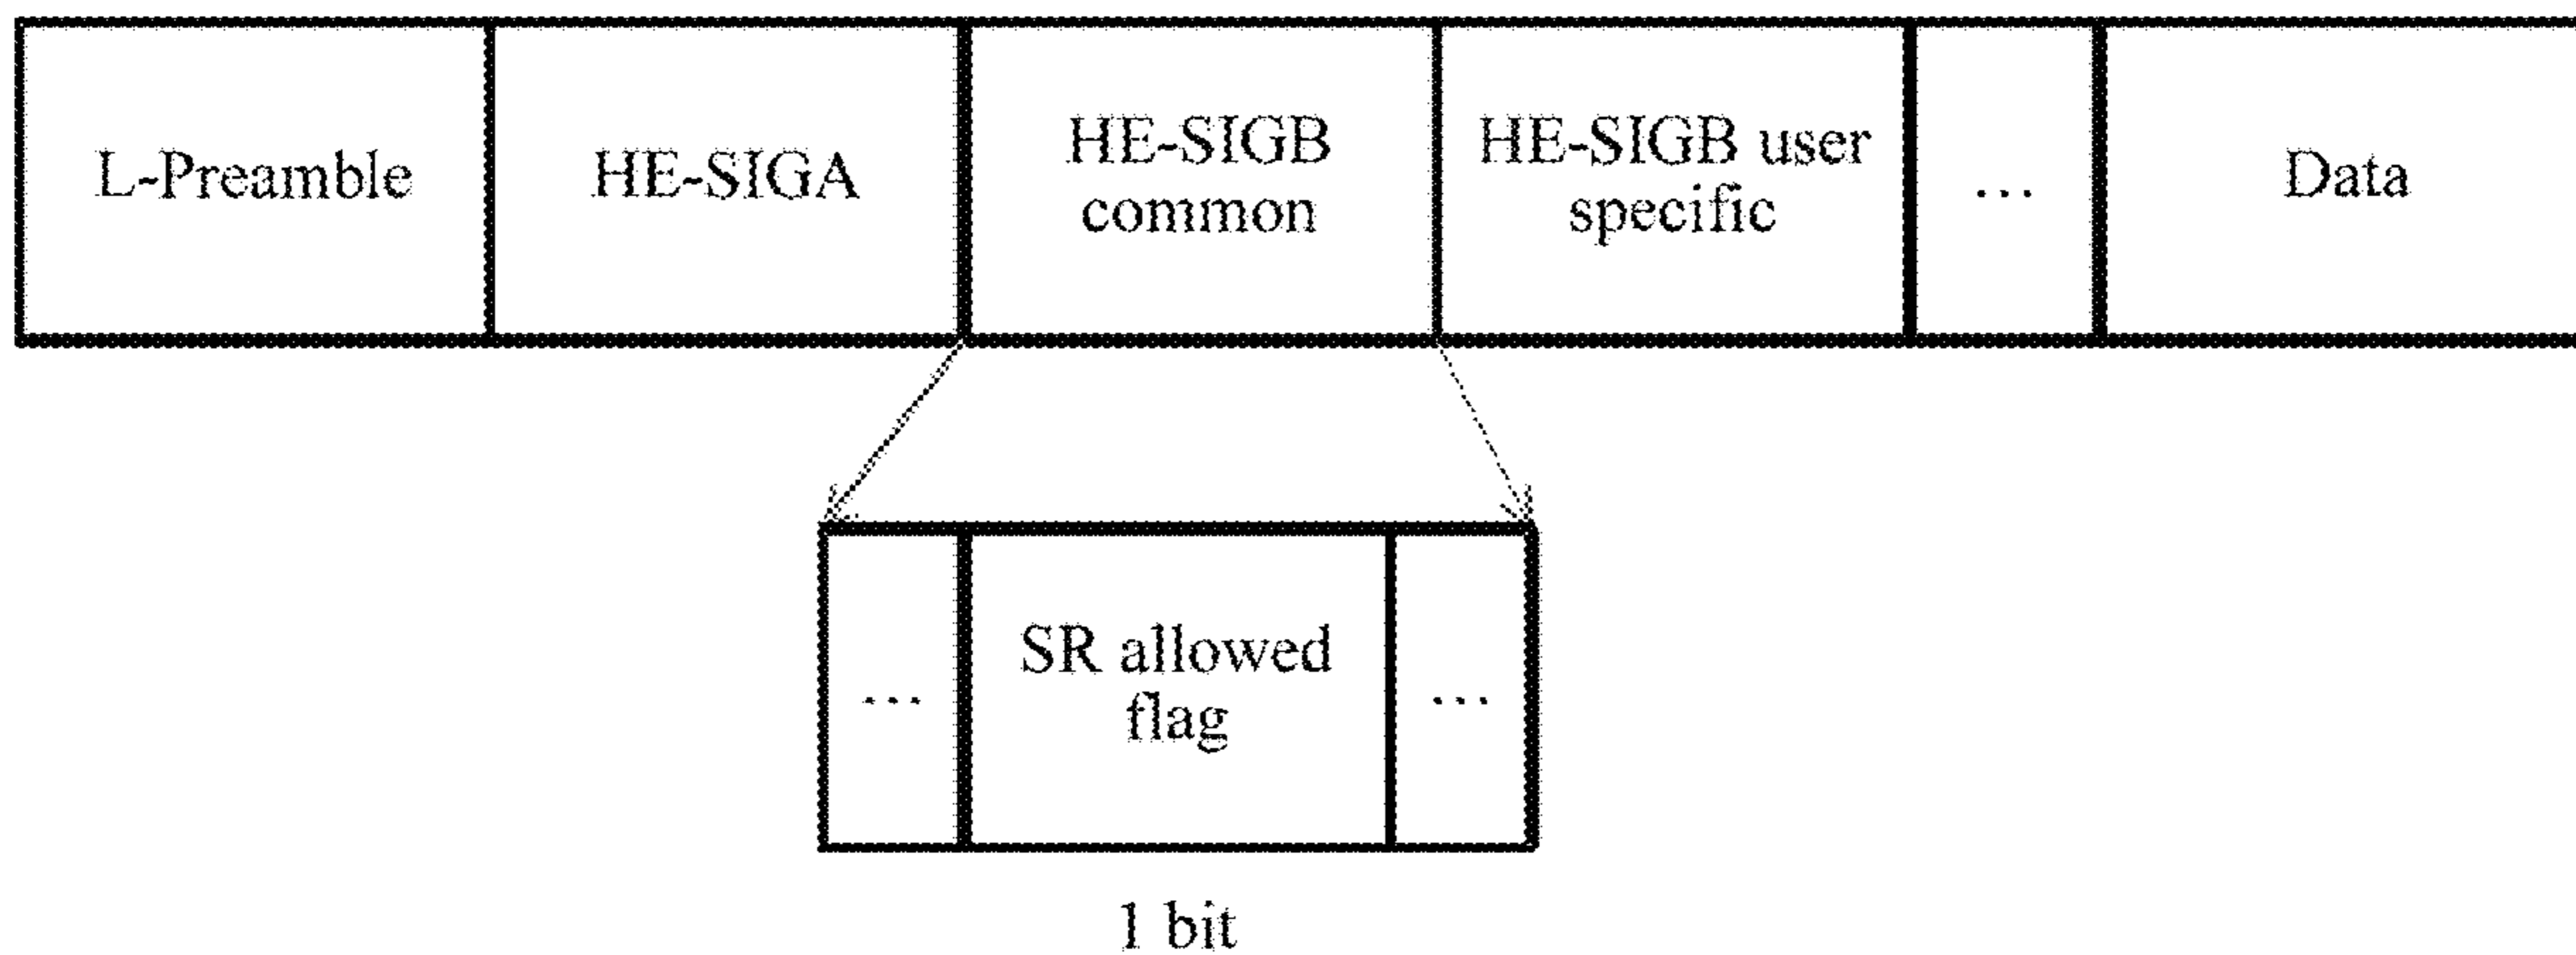 L-Preamble
HE-SIGA
HE-SIGB
common
HE-SIGB user
specific
...
Data
...
SR allowed
flag
...
1 bit